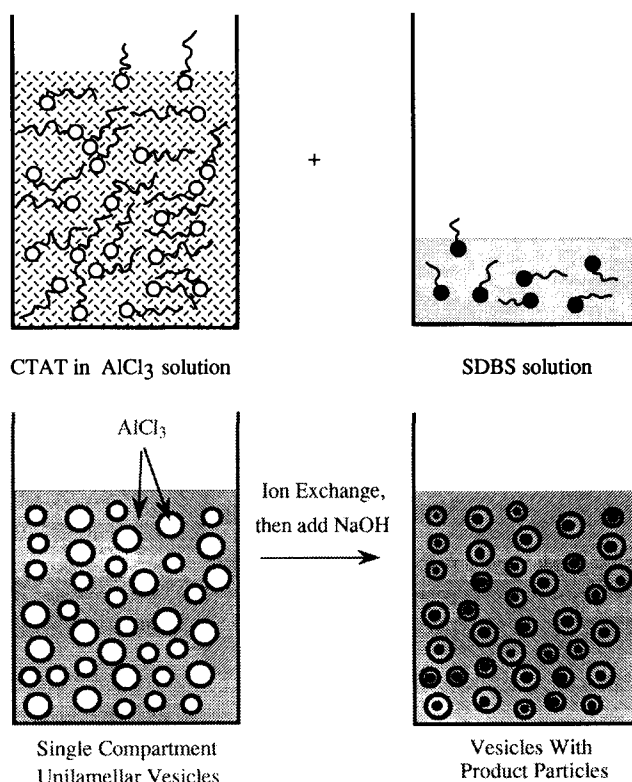 +
CTAT in AlCl3 solution
SDBS solution
AlCl3
Ion Exchange,
then add NaOH
Single Compartment
Unilamellar Vesicles
Vesicles With
Product Particles